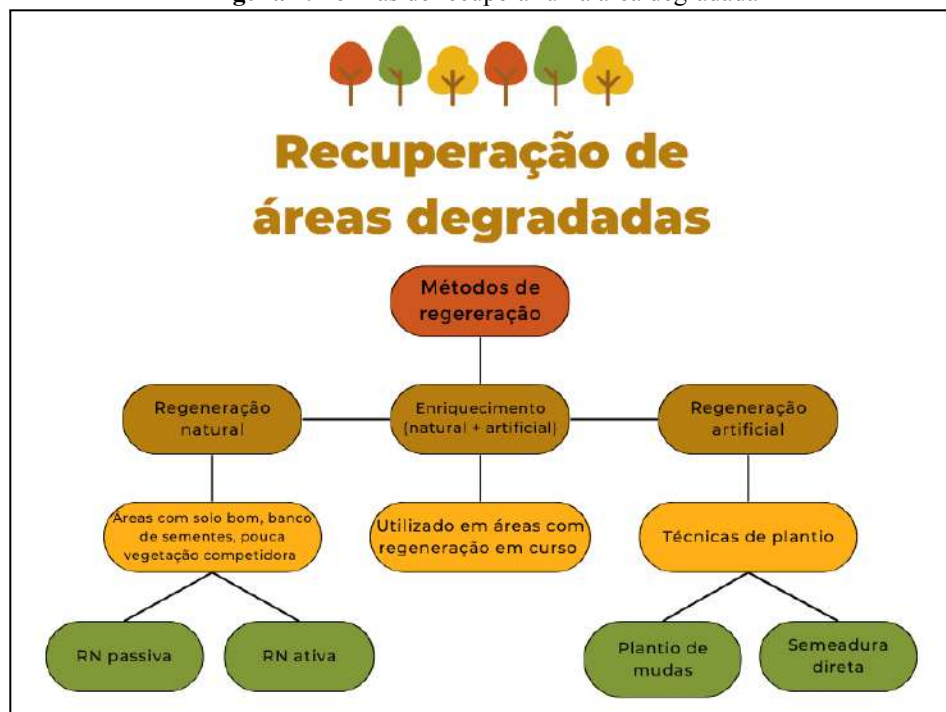 Recuperação de
áreas degradadas
Métodos de
regereração
Regeneração
natural
Enriquecimento
(natural + artificial)
Regeneração
artificial
Áreas com solo bom, banco
de sementes, pouca
vegetação competidora
Utilizado em áreas com
regeneração em curso
Técnicas de plantio
RN passiva
RN ativa
Plantio de
mudas
Semeadura
direta